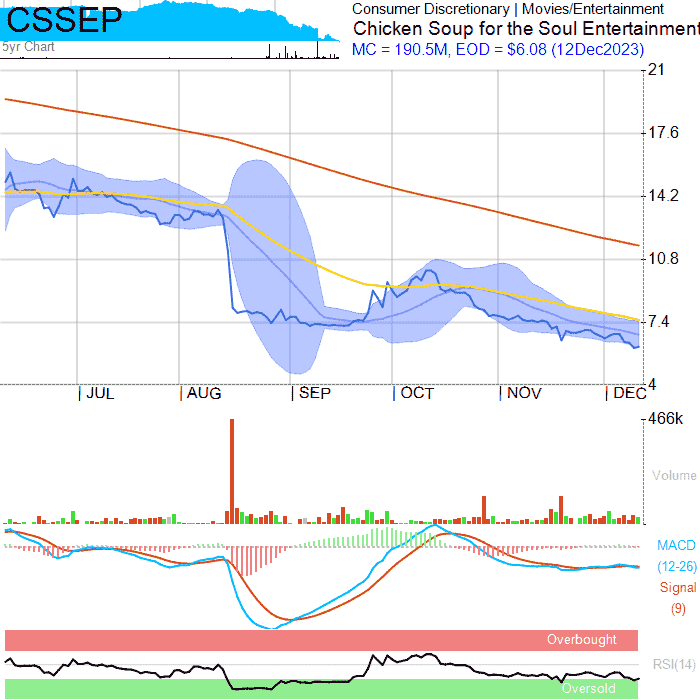 CSSEP
5yr Chart
Consumer Discretionary | Movies/Entertainment
Chicken Soup for the Soul Entertainment
MC = 190.5M, EOD = $6.08 (12Dec2023)
21
17.6
14.2
10.8
7.4
4
JUL AUG SEP OCT NOV DEC
466k
Volume
MACD
(12-26)
Signal
(9)
Overbought
RSI(14)
Oversold